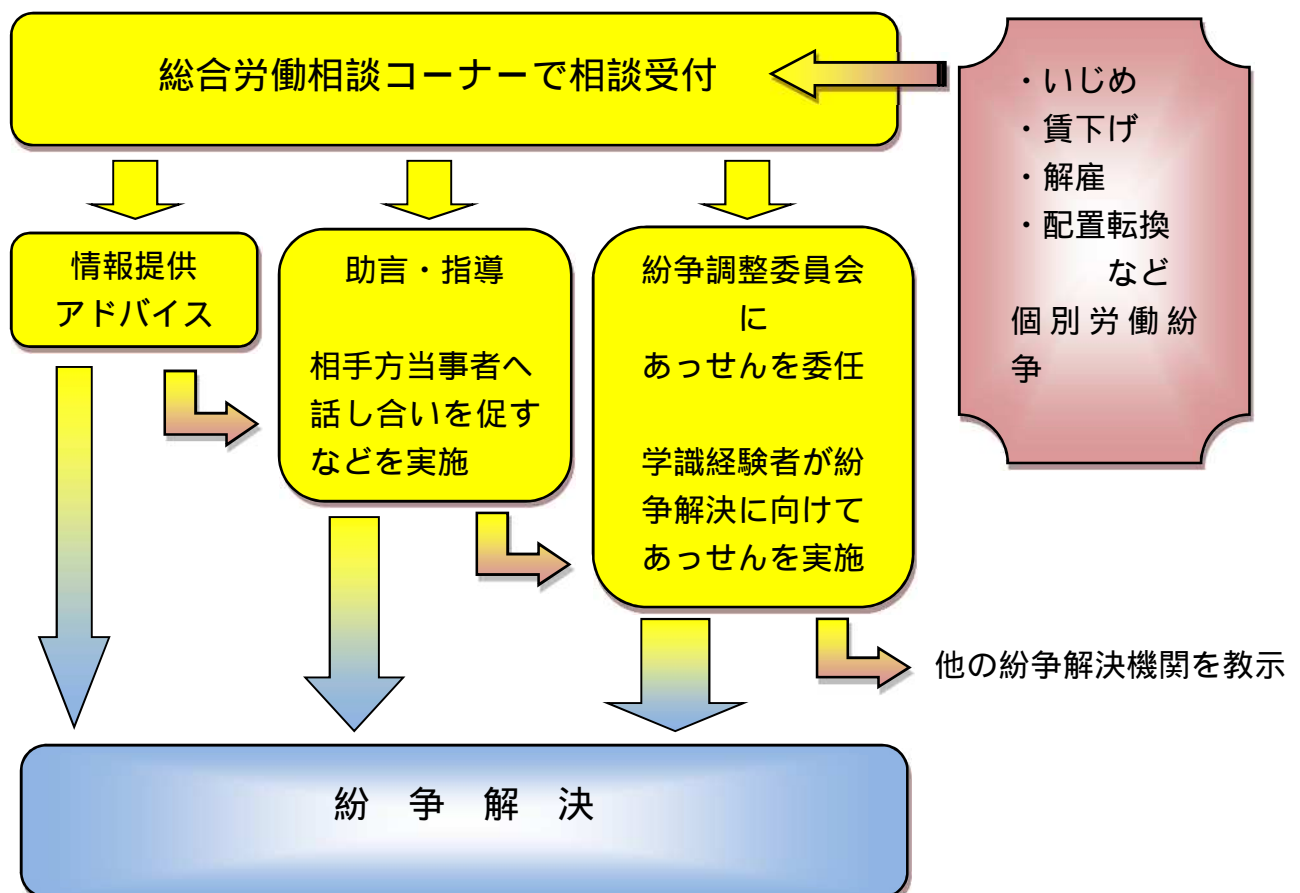 総合労働相談コーナーで相談受付
・いじめ
・賃下げ
・解雇
・配置転換
など
個別労働紛
争
情報提供
アドバイス
助言・指導
相手方当事者へ
話し合いを促す
などを実施
紛争調整委員会
に
あっせんを委任
学識経験者が紛
争解決に向けて
あっせんを実施
他の紛争解決機関を教示
紛争解決